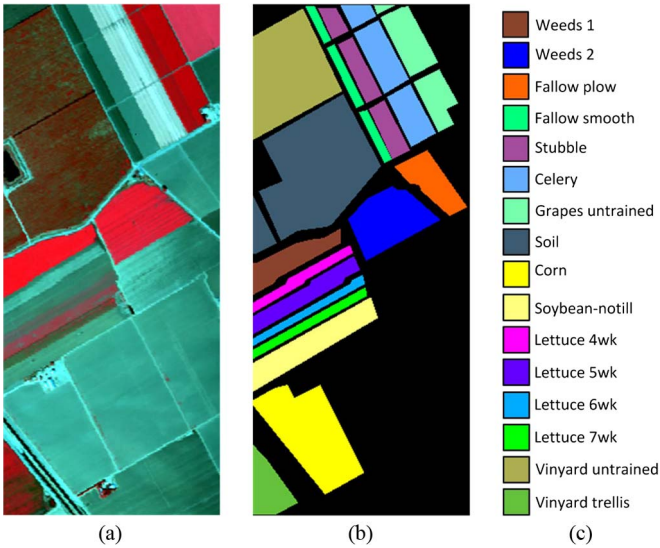 Weeds 1
Weeds 2
Fallow plow
Fallow smooth
Stubble
Celery
Grapes untrained
Soil
Corn
Soybean-notill
Lettuce 4wk
Lettuce 5wk
Lettuce 6wk
Lettuce 7wk
Vinyard untrained
Vinyard trellis
(a) (b) (c)